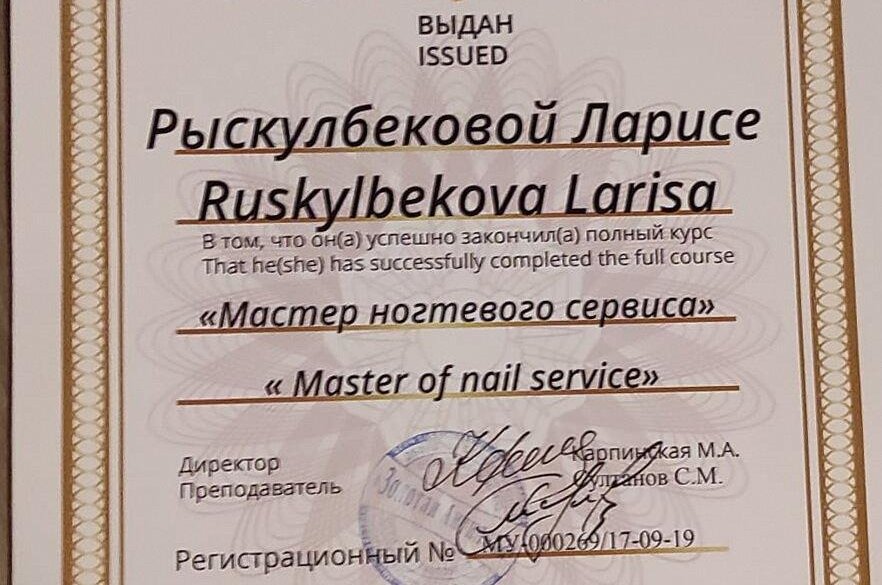 ВЫДАН
ISSUED
Рыскулбековой Ларисе
Ruskylbekova Larisa
В том, что он(а) успешно закончил(а) полный курс
That he(she) has successfully completed the full course
«Мастер ногтевого сервиса»
« Master of nail service»
Директор Карпинская М.А.
Преподаватель Султанов С.М.
Регистрационный № МУ-000269/17-09-19